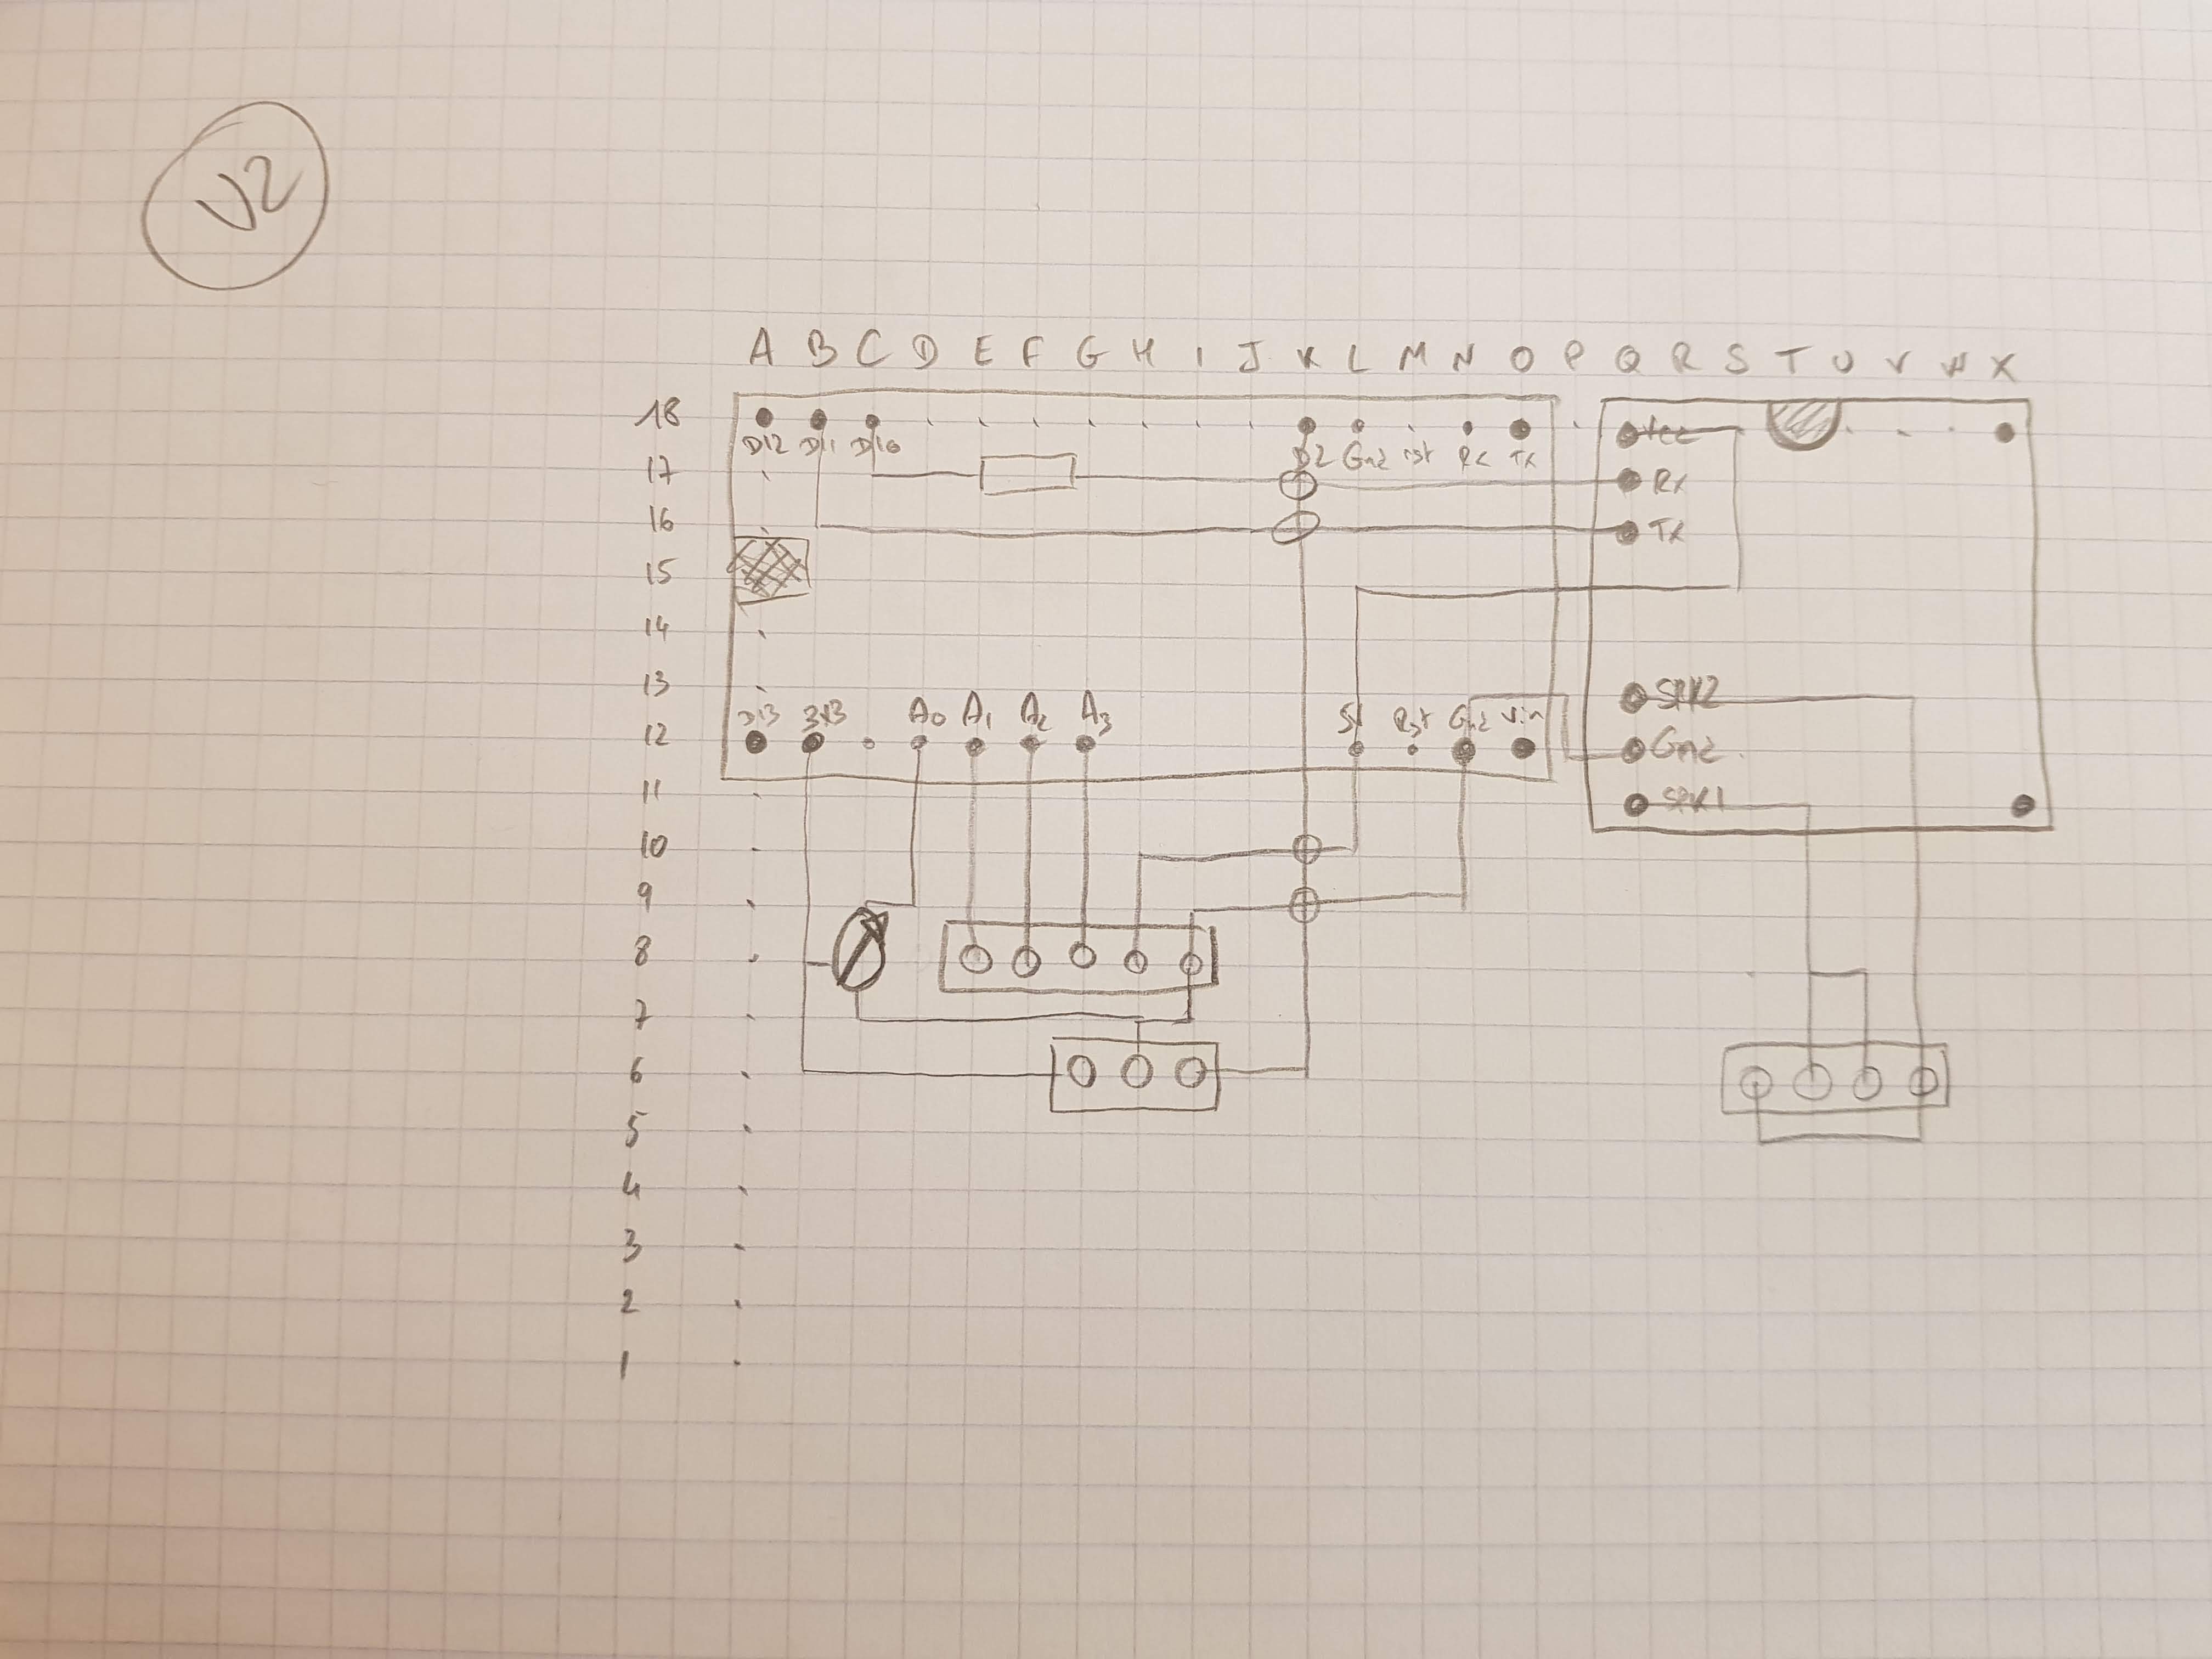 V2
A B C D E F G H I J K L M N O P Q R S T U V W X
18
D12 D11 D10 D2 Gnd rst Rx Tx Vcc
17
Rx
16
Tx
15
14
13
SPK2
D13 3V3 A0 A1 A2 A3 5V Rst Gnd Vin
12
Gnd
11
SPK1
10
9
8
7
6
5
4
3
2
1